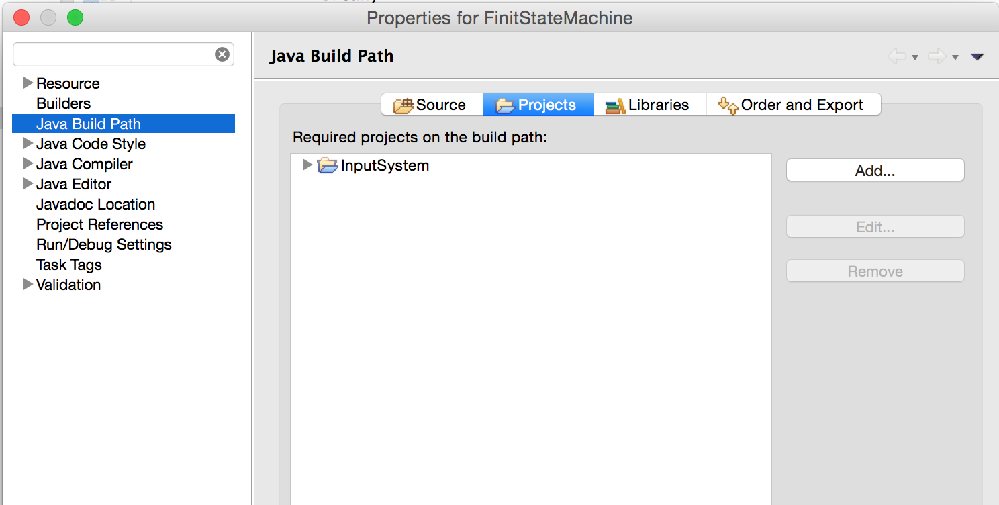 Properties for FinitStateMachine
Java Build Path
Resource
Builders
Java Build Path
Java Code Style
Java Compiler
Java Editor
Javadoc Location
Project References
Run/Debug Settings
Task Tags
Validation
Source Projects Libraries Order and Export
Required projects on the build path:
InputSystem
Add...
Edit...
Remove